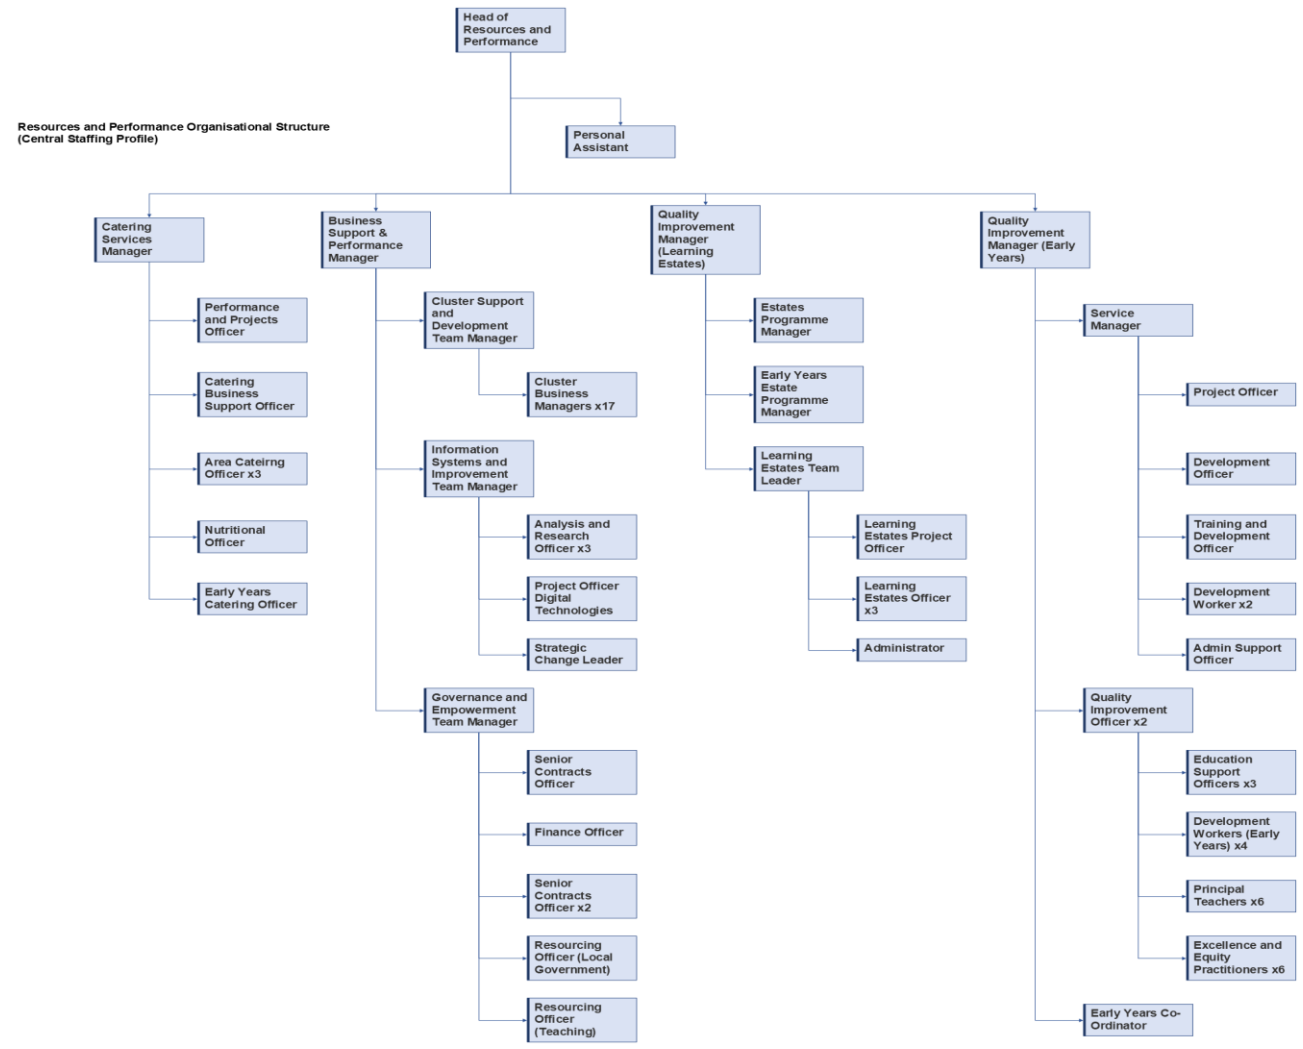 Head of
Resources and
Performance
Resources and Performance Organisational Structure
(Central Staffing Profile)
Personal
Assistant
Catering
Services
Manager
Performance
and Projects
Officer
Catering
Business
Support Officer
Area Cateirng
Officer x3
Nutritional
Officer
Early Years
Catering Officer
Business
Support &
Performance
Manager
Cluster Support
and
Development
Team Manager
Cluster
Business
Managers x17
Information
Systems and
Improvement
Team Manager
Analysis and
Research
Officer x3
Project Officer
Digital
Technologies
Strategic
Change Leader
Governance and
Empowerment
Team Manager
Senior
Contracts
Officer
Finance Officer
Senior
Contracts
Officer x2
Resourcing
Officer (Local
Government)
Resourcing
Officer
(Teaching)
Quality
Improvement
Manager
(Learning
Estates)
Estates
Programme
Manager
Early Years
Estate
Programme
Manager
Learning
Estates Team
Leader
Learning
Estates Project
Officer
Learning
Estates Officer
x3
Administrator
Quality
Improvement
Manager (Early
Years)
Service
Manager
Project Officer
Development
Officer
Training and
Development
Officer
Development
Worker x2
Admin Support
Officer
Quality
Improvement
Officer x2
Education
Support
Officers x3
Development
Workers (Early
Years) x4
Principal
Teachers x6
Excellence and
Equity
Practitioners x6
Early Years Co-
Ordinator